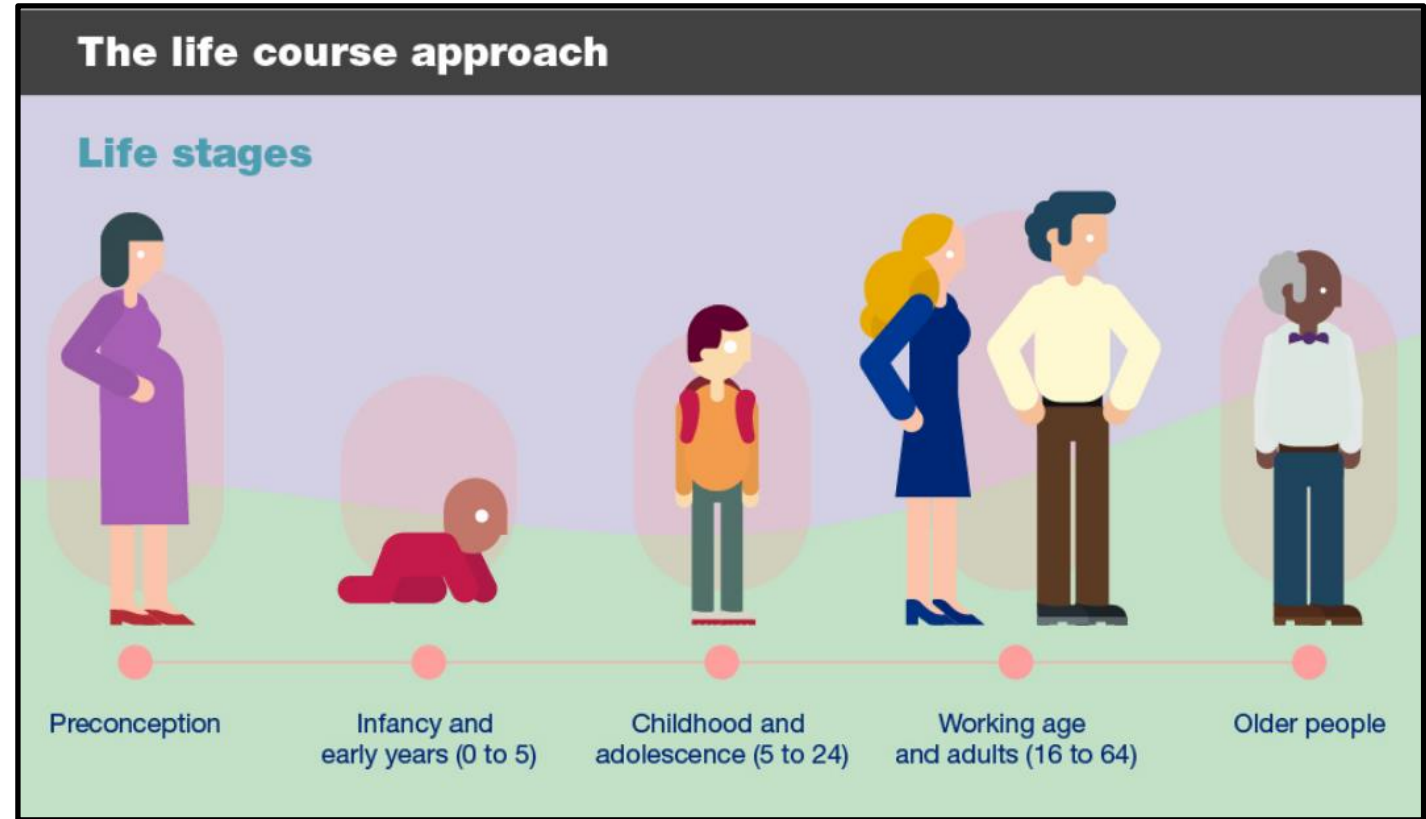 The life course approach
Life stages
Preconception
Infancy and
early years (0 to 5)
Childhood and
adolescence (5 to 24)
Working age
and adults (16 to 64)
Older people